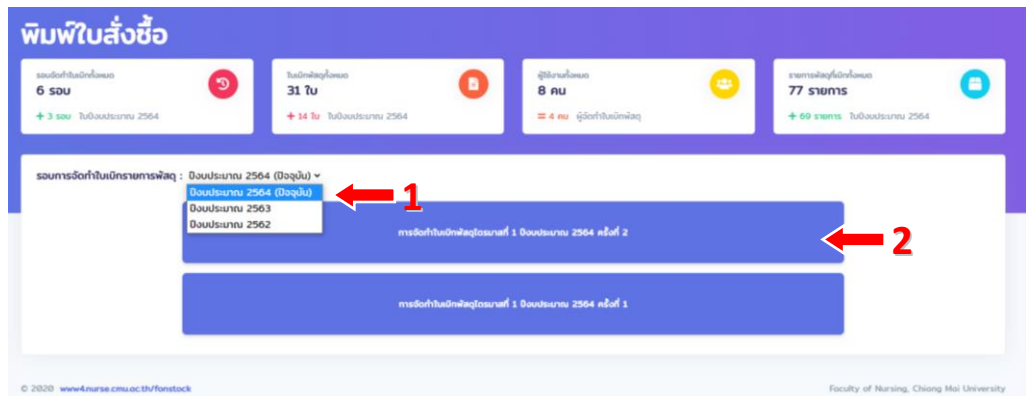 พิมพ์ใบสั่งซื้อ
รอบจัดทำใบเบิกทั้งหมด
6 รอบ
+ 3 รอบ ในปีงบประมาณ 2564
ใบเบิกพัสดุทั้งหมด
31 ใบ
+ 14 ใบ ในปีงบประมาณ 2564
ผู้ใช้งานทั้งหมด
8 คน
= 4 คน ผู้จัดทำใบเบิกพัสดุ
รายการพัสดุที่เบิกทั้งหมด
77 รายการ
+ 69 รายการ ในปีงบประมาณ 2564
รอบการจัดทำใบเบิกรายการพัสดุ : ปีงบประมาณ 2564 (ปัจจุบัน)
ปีงบประมาณ 2564 (ปัจจุบัน)
1
ปีงบประมาณ 2563
ปีงบประมาณ 2562
การจัดทำใบเบิกพัสดุไตรมาสที่ 1 ปีงบประมาณ 2564 ครั้งที่ 2
2
การจัดทำใบเบิกพัสดุไตรมาสที่ 1 ปีงบประมาณ 2564 ครั้งที่ 1
© 2020 www4.nurse.cmu.ac.th/fonstock
Faculty of Nursing, Chiang Mai University